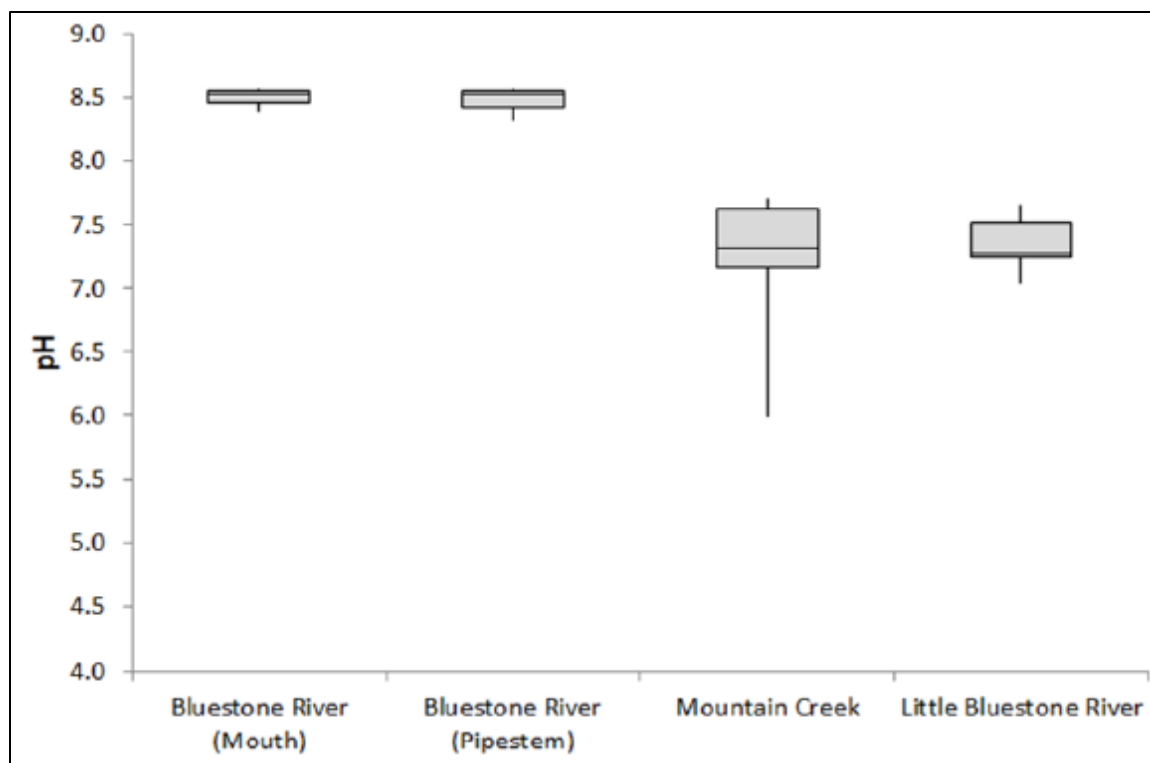 9.0
8.5
8.0
7.5
7.0
6.5
6.0
5.5
5.0
4.5
4.0
pH
Bluestone River
(Mouth)
Bluestone River
(Pipestem)
Mountain Creek
Little Bluestone River